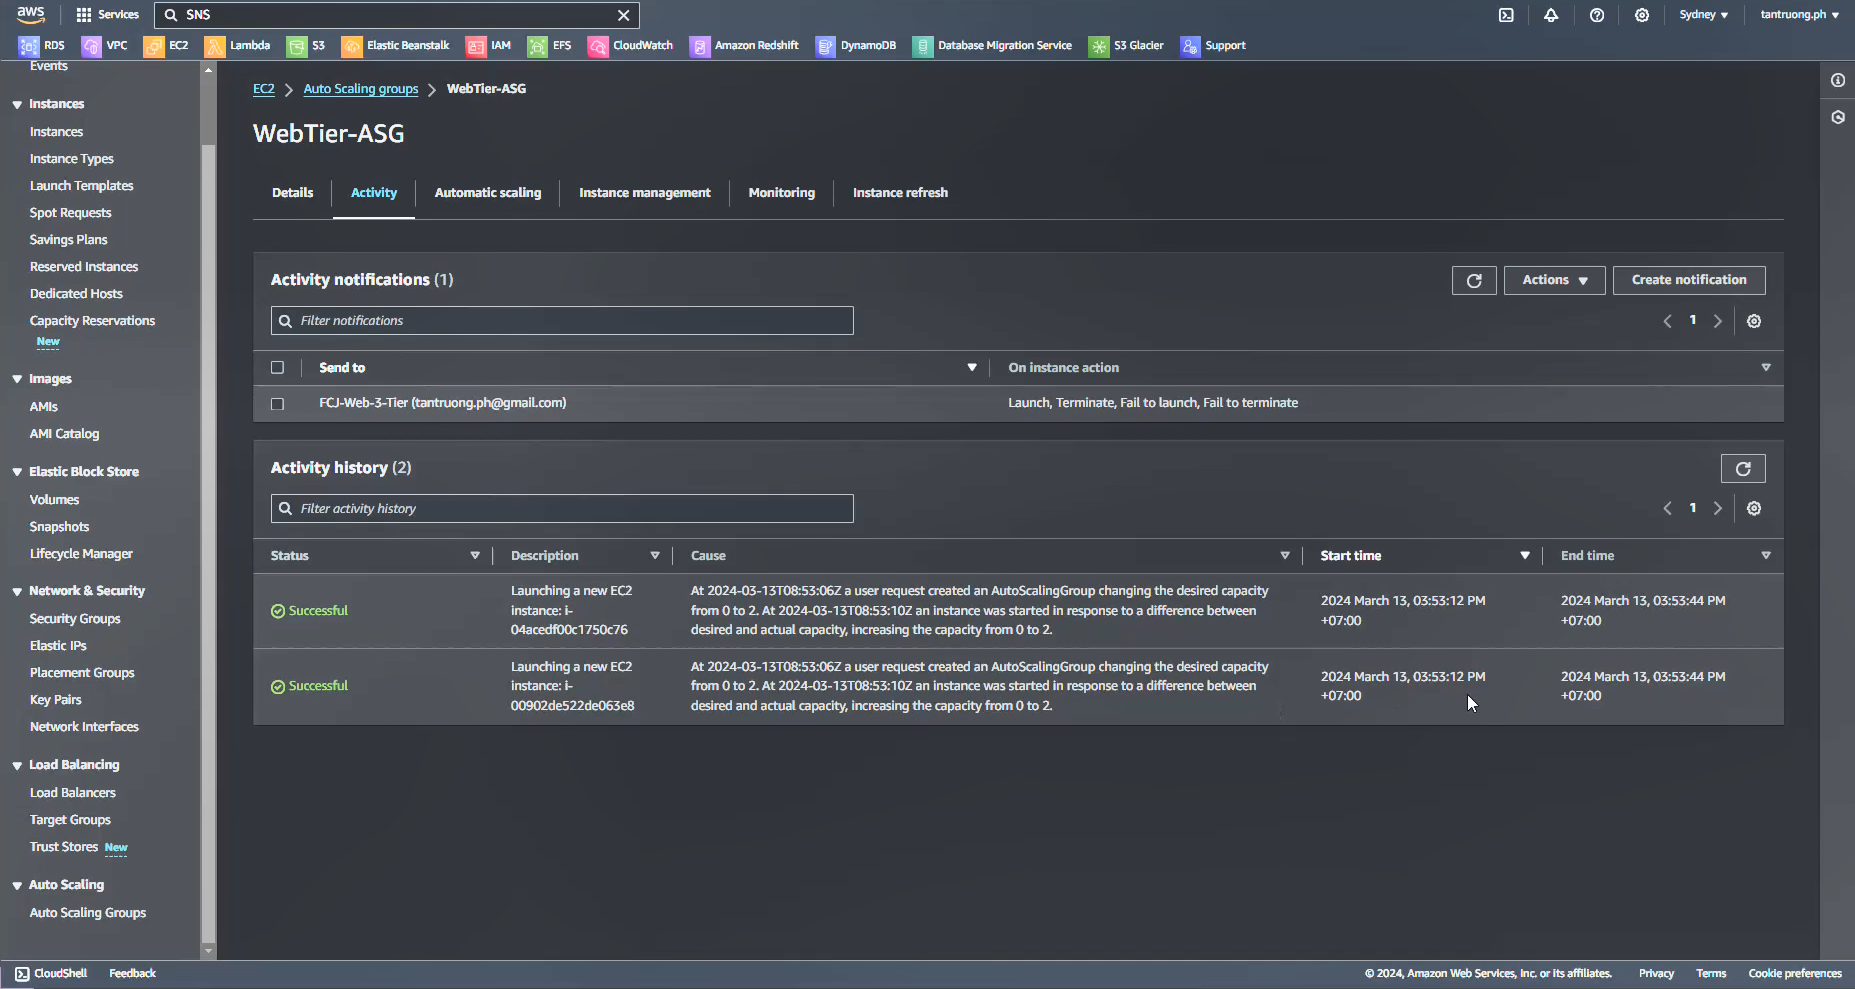 aws
Services
SNS
Sydney
tantruong.ph
RDS
VPC
EC2
Lambda
S3
Elastic Beanstalk
IAM
EFS
CloudWatch
Amazon Redshift
DynamoDB
Database Migration Service
S3 Glacier
Support
Events
Instances
Instances
Instance Types
Launch Templates
Spot Requests
Savings Plans
Reserved Instances
Dedicated Hosts
Capacity Reservations
New
Images
AMIs
AMI Catalog
Elastic Block Store
Volumes
Snapshots
Lifecycle Manager
Network & Security
Security Groups
Elastic IPs
Placement Groups
Key Pairs
Network Interfaces
Load Balancing
Load Balancers
Target Groups
Trust Stores New
Auto Scaling
Auto Scaling Groups
EC2 > Auto Scaling groups > WebTier-ASG
WebTier-ASG
Details
Activity
Automatic scaling
Instance management
Monitoring
Instance refresh
Activity notifications (1)
Actions
Create notification
Filter notifications
1
Send to
On instance action
FCJ-Web-3-Tier (tantruong.ph@gmail.com)
Launch, Terminate, Fail to launch, Fail to terminate
Activity history (2)
Filter activity history
1
Status
Description
Cause
Start time
End time
Successful
Launching a new EC2
instance: i-
04acedf00c1750c76
At 2024-03-13T08:53:06Z a user request created an AutoScalingGroup changing the desired capacity
from 0 to 2. At 2024-03-13T08:53:10Z an instance was started in response to a difference between
desired and actual capacity, increasing the capacity from 0 to 2.
2024 March 13, 03:53:12 PM
+07:00
2024 March 13, 03:53:44 PM
+07:00
Successful
Launching a new EC2
instance: i-
00902de522de063e8
At 2024-03-13T08:53:06Z a user request created an AutoScalingGroup changing the desired capacity
from 0 to 2. At 2024-03-13T08:53:10Z an instance was started in response to a difference between
desired and actual capacity, increasing the capacity from 0 to 2.
2024 March 13, 03:53:12 PM
+07:00
2024 March 13, 03:53:44 PM
+07:00
CloudShell
Feedback
© 2024, Amazon Web Services, Inc. or its affiliates.
Privacy
Terms
Cookie preferences